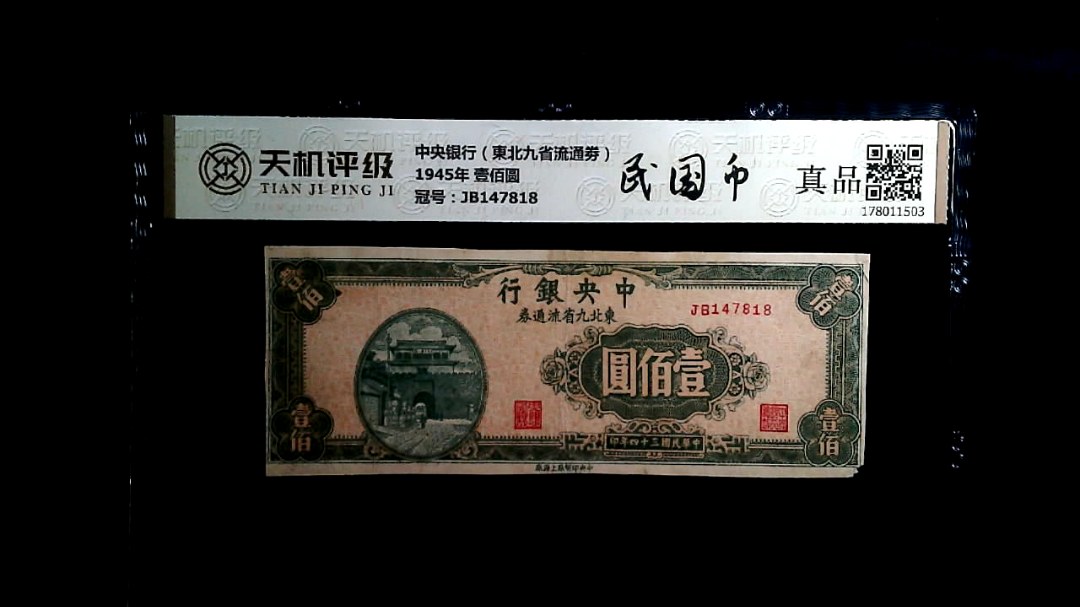 天机评级
TIAN JI PING JI
中央银行（東北九省流通券）
1945年 壹佰圆
冠号：JB147818
民国币
真品
178011503
壹佰
壹佰
行銀央中
券通流省九北東
JB147818
圓佰壹
印年四十三國民華中
壹佰
壹佰